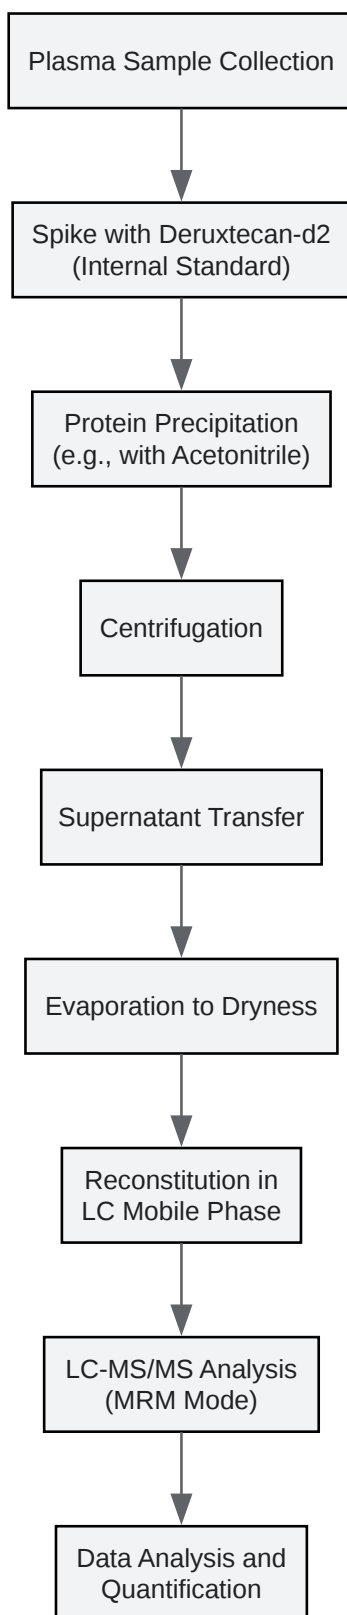 Plasma Sample Collection
Spike with Deruxtecan-d2
(Internal Standard)
Protein Precipitation
(e.g., with Acetonitrile)
Centrifugation
Supernatant Transfer
Evaporation to Dryness
Reconstitution in
LC Mobile Phase
LC-MS/MS Analysis
(MRM Mode)
Data Analysis and
Quantification